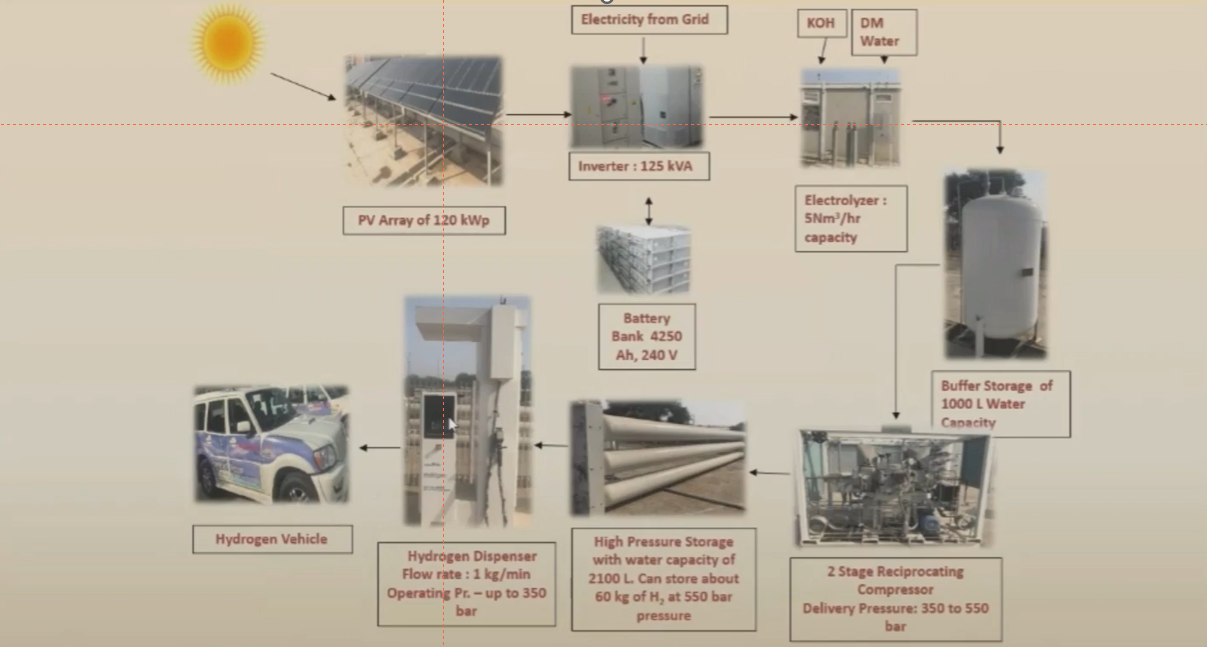 Electricity from Grid
KOH
DM
Water
Inverter : 125 kVA
PV Array of 120 kWp
Electrolyzer :
5Nm³/hr
capacity
Battery
Bank 4250
Ah, 240 V
Buffer Storage of
1000 L Water
Capacity
Hydrogen Vehicle
Hydrogen Dispenser
Flow rate : 1 kg/min
Operating Pr. – up to 350
bar
High Pressure Storage
with water capacity of
2100 L. Can store about
60 kg of H₂ at 550 bar
pressure
2 Stage Reciprocating
Compressor
Delivery Pressure: 350 to 550
bar